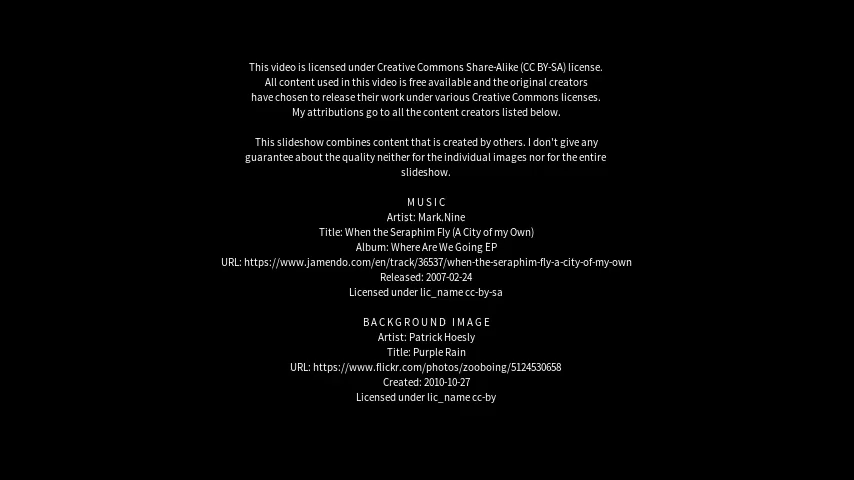 This video is licensed under Creative Commons Share-Alike (CC BY-SA) license.
All content used in this video is free available and the original creators
have chosen to release their work under various Creative Commons licenses.
My attributions go to all the content creators listed below.
This slideshow combines content that is created by others. I don't give any
guarantee about the quality neither for the individual images nor for the entire
slideshow.
MUSIC
Artist: Mark.Nine
Title: When the Seraphim Fly (A City of my Own)
Album: Where Are We Going EP
URL: https://www.jamendo.com/en/track/36537/when-the-seraphim-fly-a-city-of-my-own
Released: 2007-02-24
Licensed under lic_name cc-by-sa
BACKGROUND IMAGE
Artist: Patrick Hoesly
Title: Purple Rain
URL: https://www.flickr.com/photos/zooboing/5124530658
Created: 2010-10-27
Licensed under lic_name cc-by